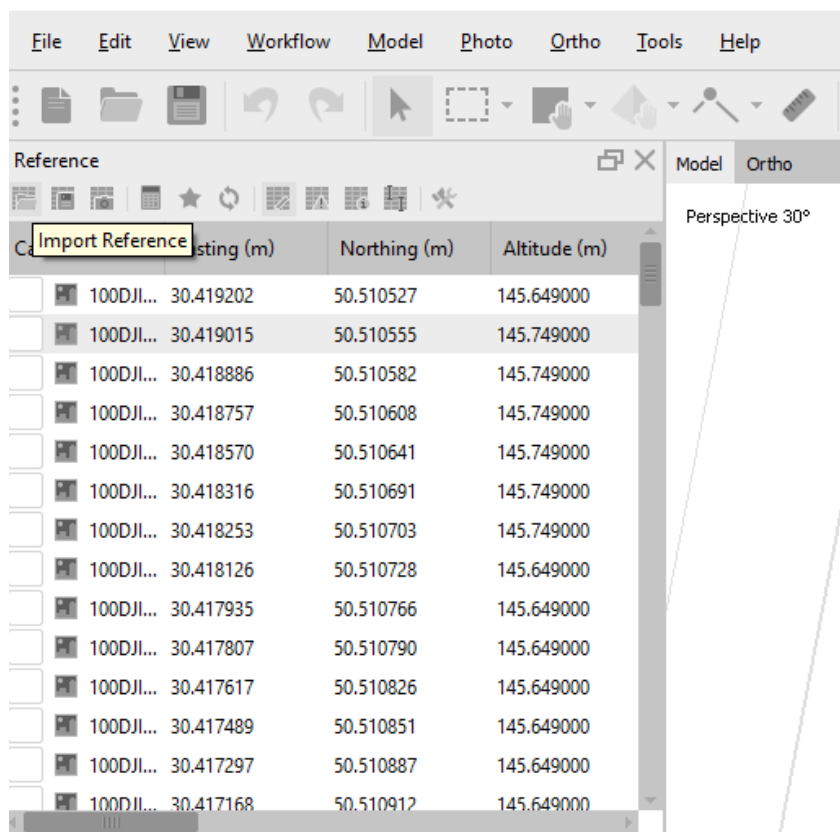 File Edit View Workflow Model Photo Ortho Tools Help
Reference
Model Ortho
Import Reference
Perspective 30°
Ca sting (m) Northing (m) Altitude (m)
100DJI... 30.419202 50.510527 145.649000
100DJI... 30.419015 50.510555 145.749000
100DJI... 30.418886 50.510582 145.749000
100DJI... 30.418757 50.510608 145.749000
100DJI... 30.418570 50.510641 145.749000
100DJI... 30.418316 50.510691 145.749000
100DJI... 30.418253 50.510703 145.749000
100DJI... 30.418126 50.510728 145.649000
100DJI... 30.417935 50.510766 145.649000
100DJI... 30.417807 50.510790 145.649000
100DJI... 30.417617 50.510826 145.649000
100DJI... 30.417489 50.510851 145.649000
100DJI... 30.417297 50.510887 145.649000
100DJI... 30.417168 50.510912 145.649000